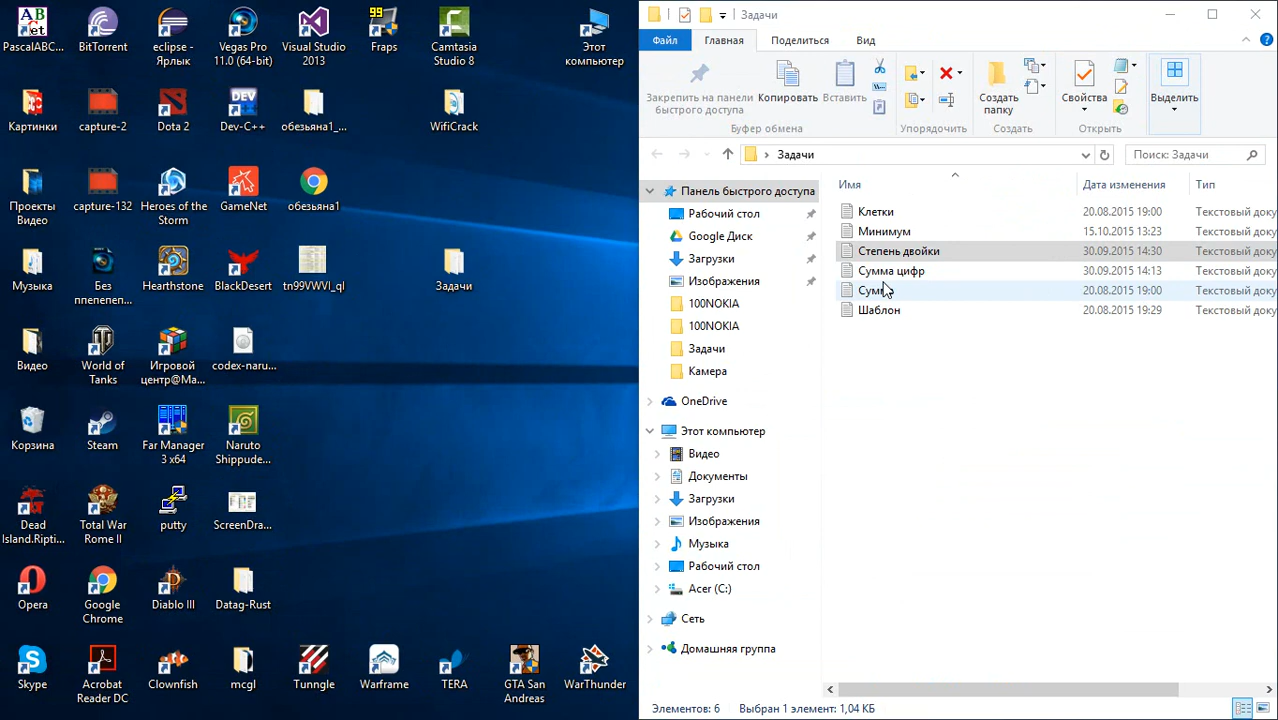 PascalABC...
BitTorrent
eclipse -
Ярлык
Vegas Pro
11.0 (64-bit)
Visual Studio
2013
99
Fraps
Camtasia
Studio 8
Этот
компьютер
Картинки
capture-2
Dota 2
DEV
Dev-C++
обезьяна1_...
WifiCrack
Проекты
Видео
capture-132
Heroes of the
Storm
GameNet
обезьяна1
Музыка
Без
ппепепеп...
Hearthstone
BlackDesert
tn99VWVI_qI
Задачи
Видео
World of
Tanks
Игровой
центр@Ma...
codex-naru...
Корзина
Steam
Far Manager
3 x64
Naruto
Shippude...
Dead
Island.Ripti...
Total War
Rome II
putty
ScreenDra...
Opera
Google
Chrome
Diablo III
Datag-Rust
Skype
Acrobat
Reader DC
Clownfish
mcgl
Tunngle
Warframe
TERA
GTA San
Andreas
WarThunder
Задачи
Файл
Главная
Поделиться
Вид
Закрепить на панели
быстрого доступа
Копировать
Вставить
Создать
папку
Свойства
Выделить
Буфер обмена
Упорядочить
Создать
Открыть
Задачи
Поиск: Задачи
Панель быстрого доступа
Рабочий стол
Google Диск
Загрузки
Изображения
100NOKIA
100NOKIA
Задачи
Камера
OneDrive
Этот компьютер
Видео
Документы
Загрузки
Изображения
Музыка
Рабочий стол
Acer (C:)
Сеть
Домашняя группа
Имя Дата изменения Тип
Клетки 20.08.2015 19:00 Текстовый доку
Минимум 15.10.2015 13:23 Текстовый доку
Степень двойки 30.09.2015 14:30 Текстовый доку
Сумма цифр 30.09.2015 14:13 Текстовый доку
Сумма 20.08.2015 19:00 Текстовый доку
Шаблон 20.08.2015 19:29 Текстовый доку
Элементов: 6 Выбран 1 элемент: 1,04 КБ